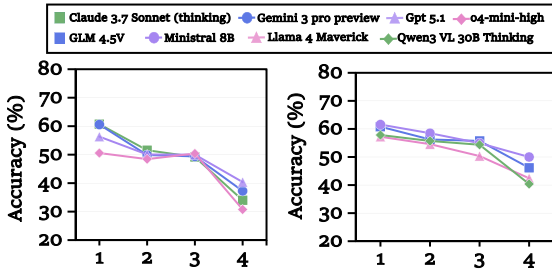 Claude 3.7 Sonnet (thinking) Gemini 3 pro preview Gpt 5.1 o4-mini-high
GLM 4.5V Ministral 8B Llama 4 Maverick Qwen3 VL 30B Thinking
Accuracy (%)
80
70
60
50
40
30
20
1 2 3 4
Accuracy (%)
80
70
60
50
40
30
20
1 2 3 4